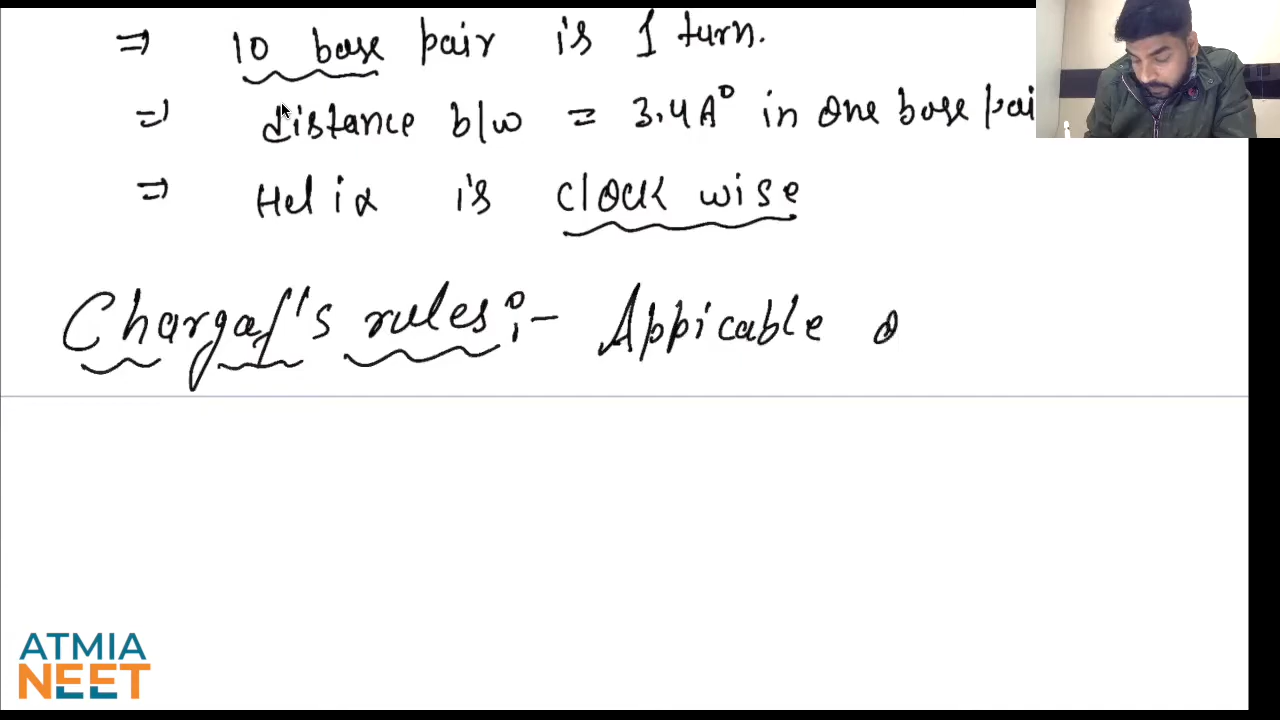 ⇒ 10 base pair is 1 turn.
⇒ distance b/w = 3.4A° in one base pai
⇒ Helix is clock wise
Chargaf's rules:- Appicable o
ATMIA
NEET